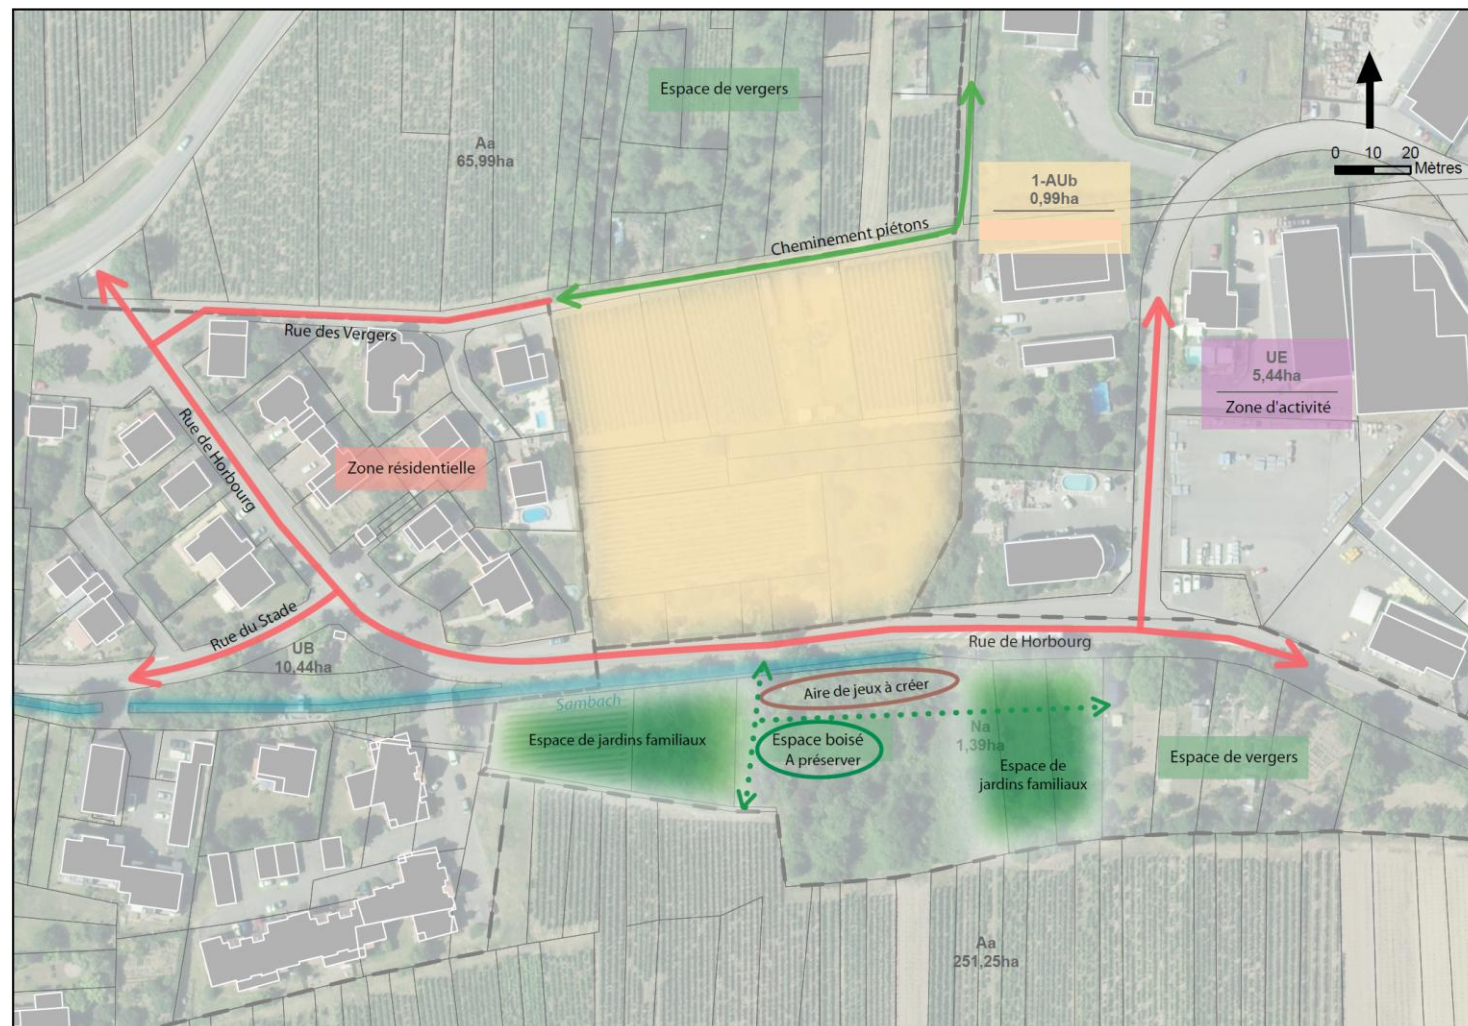 Espace de vergers
Aa
65,99ha
0 10 20
Mètres
1-AUb
0,99ha
Cheminement piétons
Rue des Vergers
UE
5,44ha
Zone d'activité
Rue de Horbourg
Zone résidentielle
Rue du Stade
UB
10,44ha
Rue de Horbourg
Sambach
Aire de jeux à créer
Espace de jardins familiaux
Espace boisé
A préserver
Na
1,39ha
Espace de
jardins familiaux
Espace de vergers
Aa
251,25ha